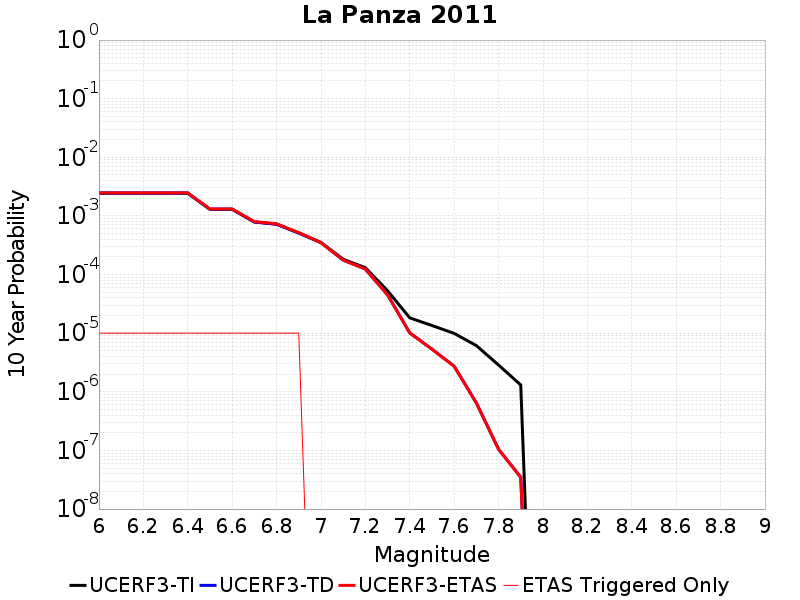 La Panza 2011
10 Year Probability
10^0
10^-1
10^-2
10^-3
10^-4
10^-5
10^-6
10^-7
10^-8
6 6.2 6.4 6.6 6.8 7 7.2 7.4 7.6 7.8 8 8.2 8.4 8.6 8.8 9
Magnitude
UCERF3-TI UCERF3-TD UCERF3-ETAS ETAS Triggered Only